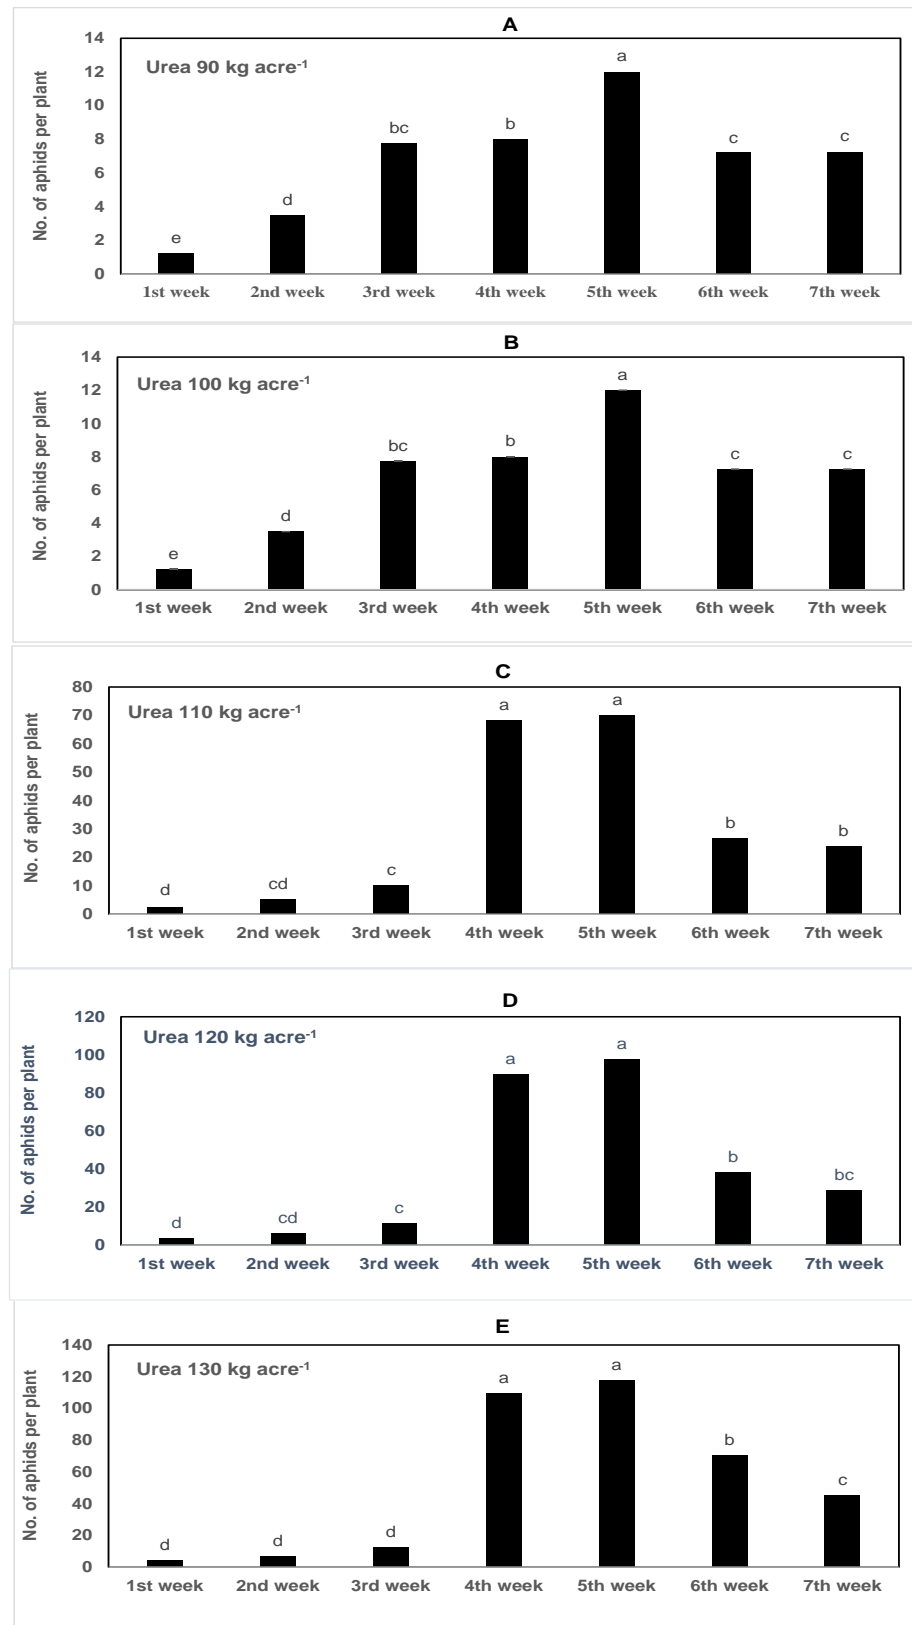 A
Urea 90 kg acre-1
No. of aphids per plant
14
12
10
8
6
4
2
0
e
d
bc
b
a
c
c
1st week 2nd week 3rd week 4th week 5th week 6th week 7th week
B
Urea 100 kg acre-1
No. of aphids per plant
14
12
10
8
6
4
2
0
e
d
bc
b
a
c
c
1st week 2nd week 3rd week 4th week 5th week 6th week 7th week
C
Urea 110 kg acre-1
No. of aphids per plant
80
70
60
50
40
30
20
10
0
d
cd
c
a
a
b
b
1st week 2nd week 3rd week 4th week 5th week 6th week 7th week
D
Urea 120 kg acre-1
No. of aphids per plant
120
100
80
60
40
20
0
d
cd
c
a
a
b
bc
1st week 2nd week 3rd week 4th week 5th week 6th week 7th week
E
Urea 130 kg acre-1
No. of aphids per plant
140
120
100
80
60
40
20
0
d
d
d
a
a
b
c
1st week 2nd week 3rd week 4th week 5th week 6th week 7th week